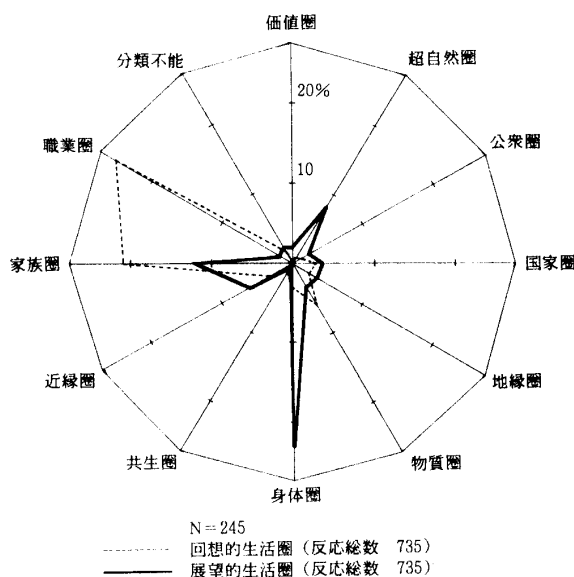 価値圏
分類不能
超自然圏
20%
職業圏
公衆圏
10
家族圏
国家圏
近縁圏
地縁圏
共生圏
物質圏
身体圏
N=245
回想的生活圏(反応総数 735)
展望的生活圏(反応総数 735)